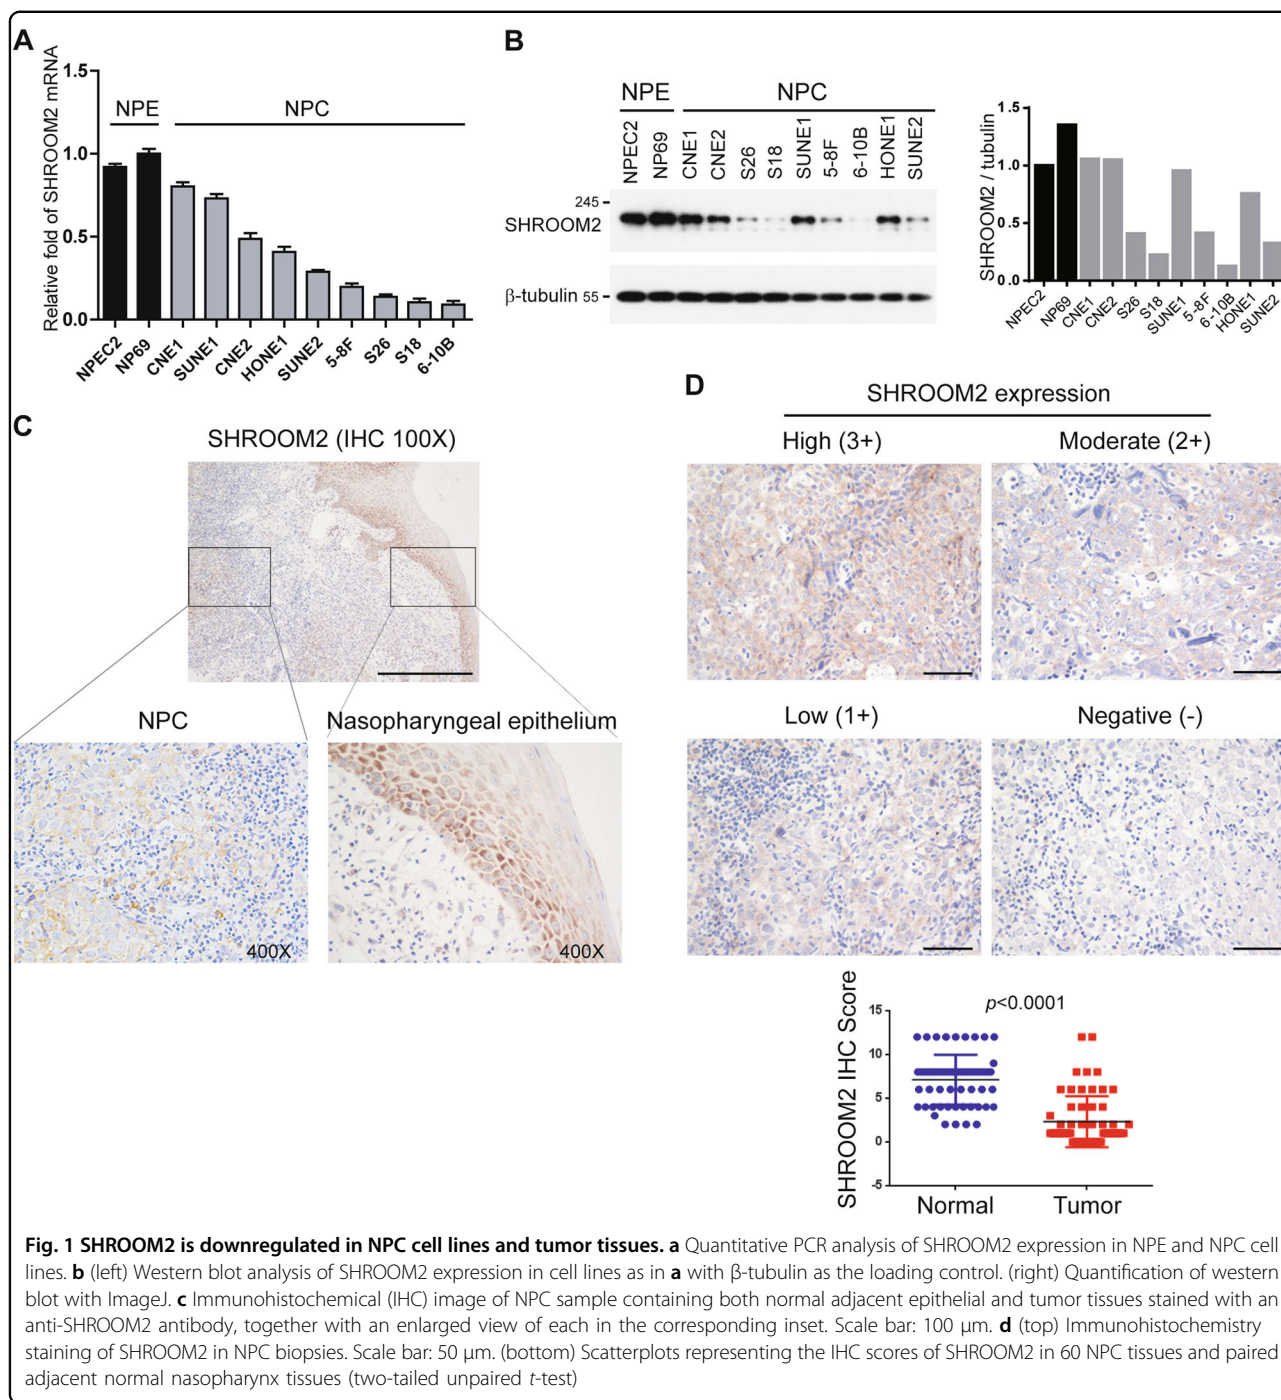 A
Relative fold of SHROOM2 mRNA
1.5
1.0
0.5
0.0
NPE
NPC
NPEC2
NP69
CNE1
SUNE1
CNE2
HONE1
SUNE2
5-8F
S26
S18
6-10B
B
NPE
NPC
NPEC2
NP69
CNE1
CNE2
S26
S18
SUNE1
5-8F
6-10B
HONE1
SUNE2
245
SHROOM2
β-tubulin 55
SHROOM2 / tubulin
1.5
1.0
0.5
0.0
NPEC2
NP69
CNE1
CNE2
S26
S18
SUNE1
5-8F
6-10B
HONE1
SUNE2
C
SHROOM2 (IHC 100X)
NPC
Nasopharyngeal epithelium
400X
400X
D
SHROOM2 expression
High (3+)
Moderate (2+)
Low (1+)
Negative (-)
SHROOM2 IHC Score
15
10
5
0
-5
p<0.0001
Normal
Tumor
Fig. 1 SHROOM2 is downregulated in NPC cell lines and tumor tissues. a Quantitative PCR analysis of SHROOM2 expression in NPE and NPC cell
lines. b (left) Western blot analysis of SHROOM2 expression in cell lines as in a with β-tubulin as the loading control. (right) Quantification of western
blot with ImageJ. c Immunohistochemical (IHC) image of NPC sample containing both normal adjacent epithelial and tumor tissues stained with an
anti-SHROOM2 antibody, together with an enlarged view of each in the corresponding inset. Scale bar: 100 μm. d (top) Immunohistochemistry
staining of SHROOM2 in NPC biopsies. Scale bar: 50 μm. (bottom) Scatterplots representing the IHC scores of SHROOM2 in 60 NPC tissues and paired
adjacent normal nasopharynx tissues (two-tailed unpaired t-test)